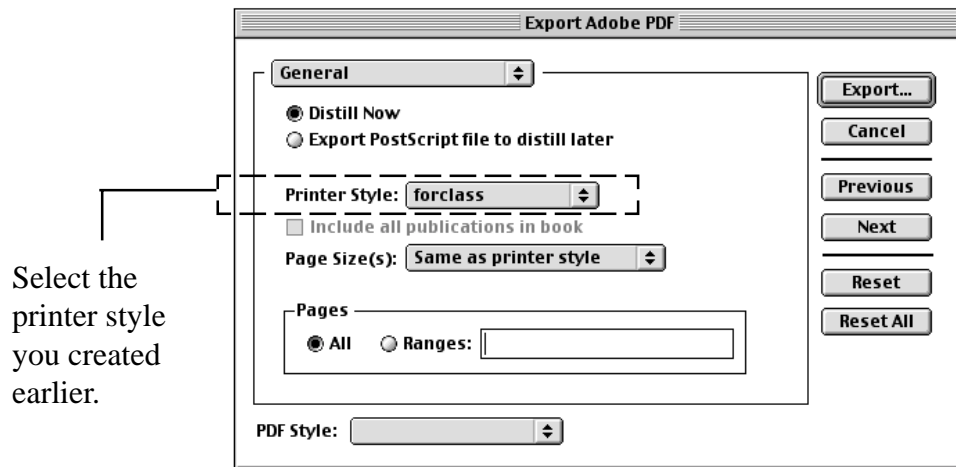 Export Adobe PDF
General
Distill Now
Export PostScript file to distill later
Printer Style: forclass
Include all publications in book
Page Size(s): Same as printer style
Pages
All Ranges:
PDF Style:
Export...
Cancel
Previous
Next
Reset
Reset All
Select the
printer style
you created
earlier.